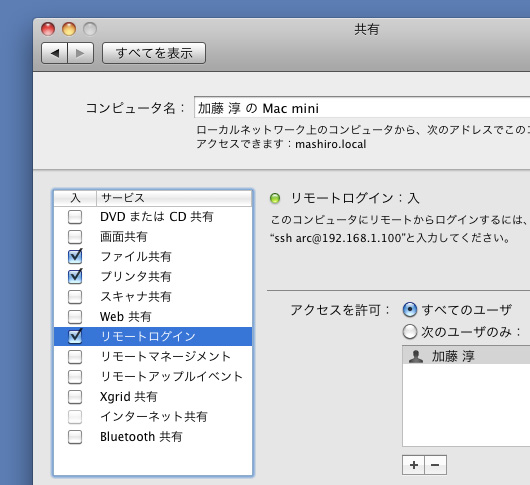 共有
すべてを表示
コンピュータ名：
加藤 淳 の Mac mini
ローカルネットワーク上のコンピュータから、次のアドレスでこのコ
アクセスできます：mashiro.local
入 サービス
DVD または CD 共有
画面共有
ファイル共有
プリンタ共有
スキャナ共有
Web 共有
リモートログイン
リモートマネージメント
リモートアップルイベント
Xgrid 共有
インターネット共有
Bluetooth 共有
リモートログイン：入
このコンピュータにリモートからログインするには、
“ssh arc@192.168.1.100”と入力してください。
アクセスを許可：
すべてのユーザ
次のユーザのみ：
加藤 淳